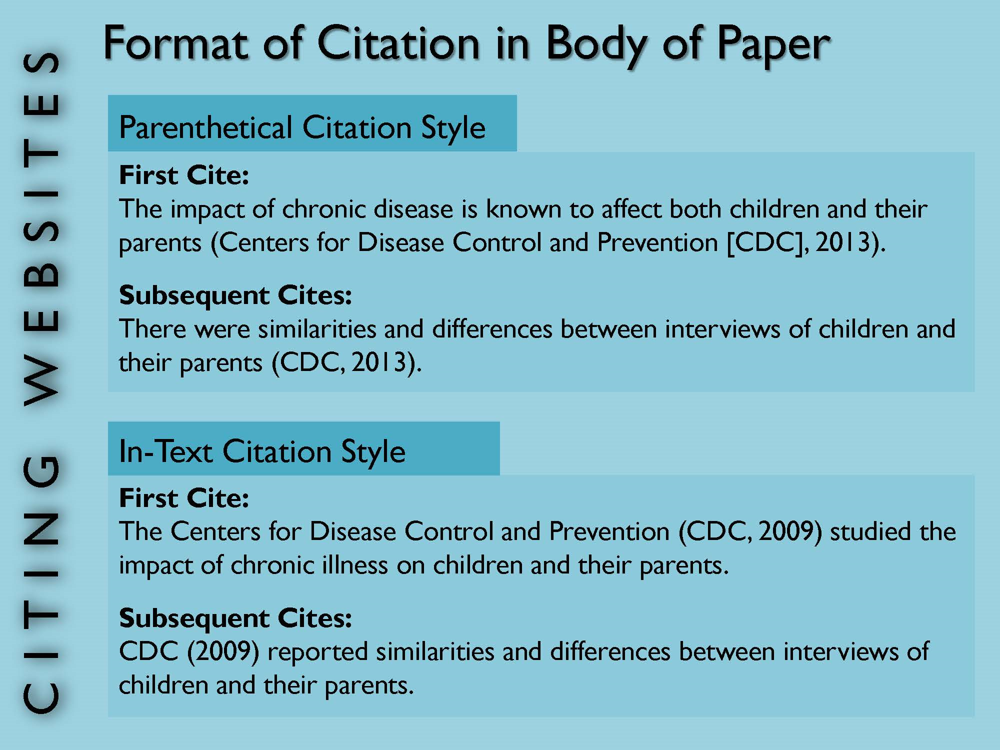 CITING WEBSITES
Format of Citation in Body of Paper
Parenthetical Citation Style
First Cite:
The impact of chronic disease is known to affect both children and their
parents (Centers for Disease Control and Prevention [CDC], 2013).
Subsequent Cites:
There were similarities and differences between interviews of children and
their parents (CDC, 2013).
In-Text Citation Style
First Cite:
The Centers for Disease Control and Prevention (CDC, 2009) studied the
impact of chronic illness on children and their parents.
Subsequent Cites:
CDC (2009) reported similarities and differences between interviews of
children and their parents.